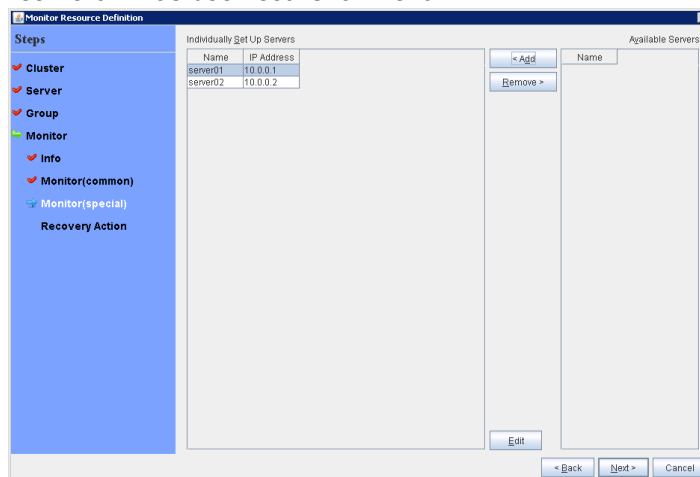 Monitor Resource Definition
Steps
Cluster
Server
Group
Monitor
Info
Monitor(common)
Monitor(special)
Recovery Action
Individually Set Up Servers
Name IP Address
server01 10.0.0.1
server02 10.0.0.2
< Add
Remove >
Edit
Available Servers
Name
< Back Next > Cancel